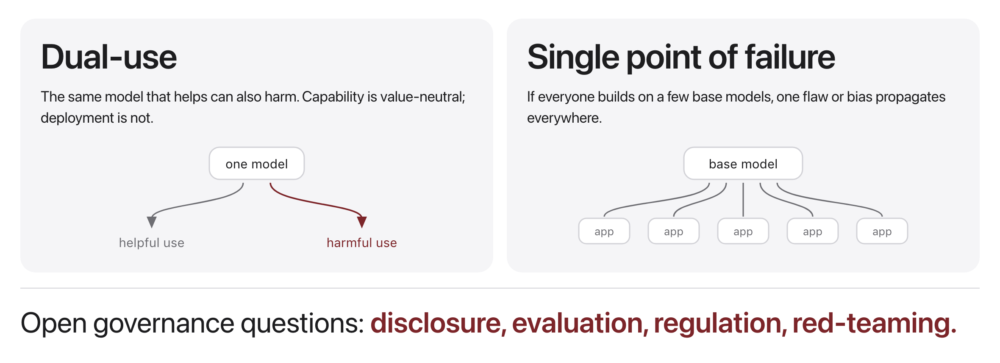 Dual-use
The same model that helps can also harm. Capability is value-neutral;
deployment is not.
one model
helpful use
harmful use
Single point of failure
If everyone builds on a few base models, one flaw or bias propagates
everywhere.
base model
app
app
app
app
app
Open governance questions: disclosure, evaluation, regulation, red-teaming.